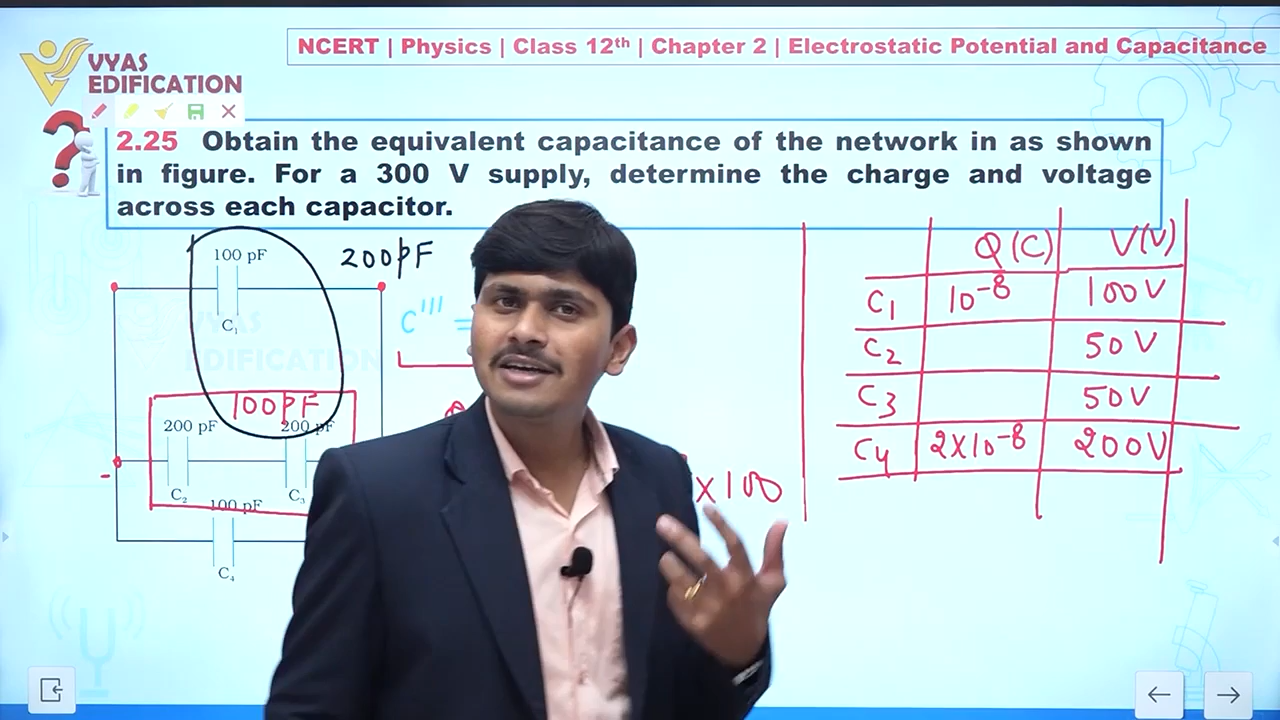 NCERT | Physics | Class 12th | Chapter 2 | Electrostatic Potential and Capacitance
VYAS
EDIFICATION
2.25 Obtain the equivalent capacitance of the network in as shown
in figure. For a 300 V supply, determine the charge and voltage
across each capacitor.
100 pF
200pF
C₁
C''' =
VYAS
EDIFICATION
100pF
200 pF
200 pF
C₂
C₃
100 pF
C₄
-
×100
Q(C) V(V)
C1 10⁻⁸ 100V
C2 50V
C3 50V
C4 2×10⁻⁸ 200V